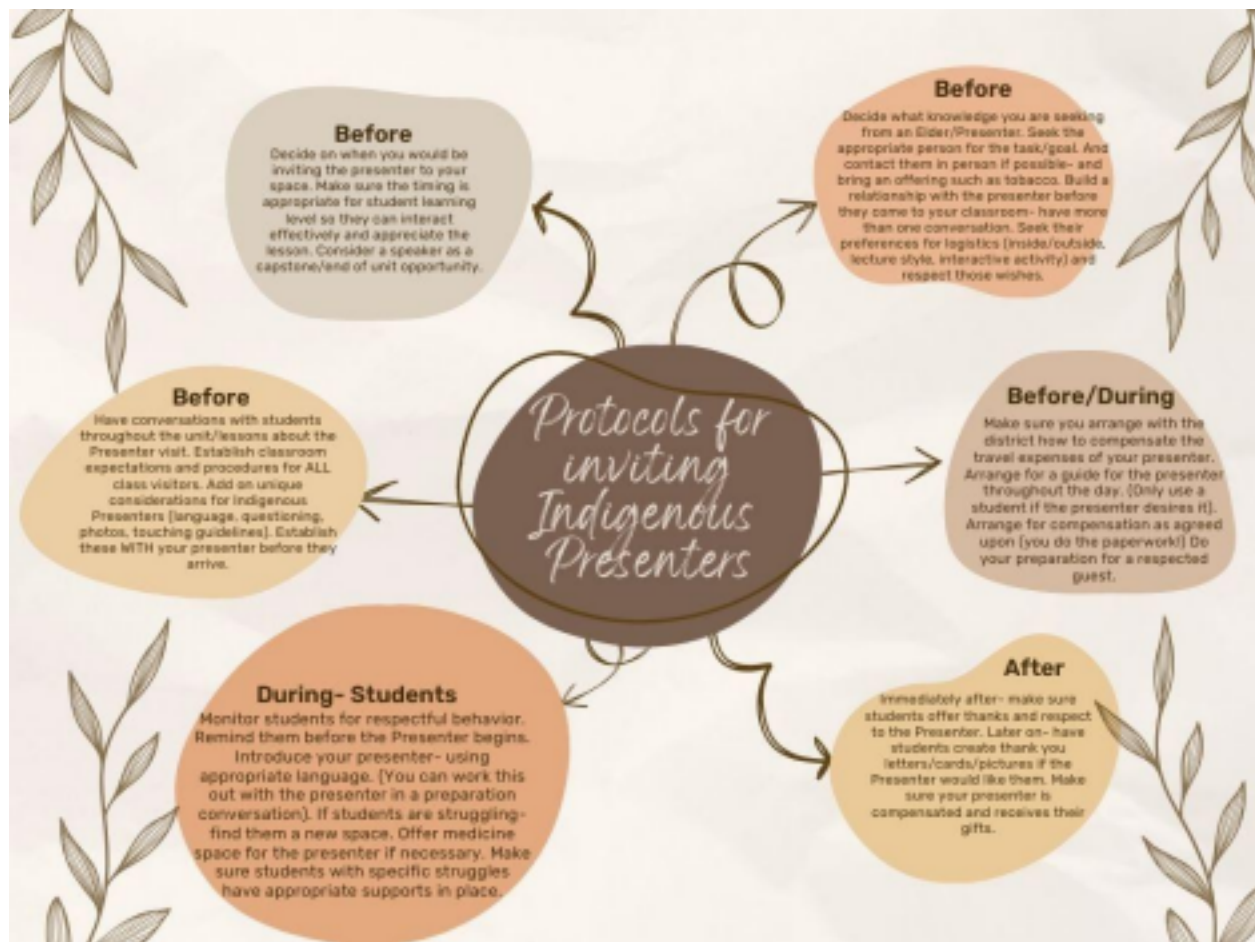 Before
Decide on when you would be
inviting the presenter to your
space. Make sure the timing is
appropriate for student learning
level so they can interact
effectively and appreciate the
lesson. Consider a speaker as a
capstone/end of unit opportunity.
Before
Decide what knowledge you are seeking
from an Elder/Presenter. Seek the
appropriate person for the task/goal. And
contact them in person if possible- and
bring an offering such as tobacco. Build a
relationship with the presenter before
they come to your classroom- have more
than one conversation. Seek their
preferences for logistics (inside/outside,
lecture style, interactive activity) and
respect those wishes.
Before
Have conversations with students
throughout the unit/lessons about the
Presenter visit. Establish classroom
expectations and procedures for ALL
class visitors. Add on unique
considerations for Indigenous
Presenters (language, questioning,
photos, touching guidelines). Establish
these WITH your presenter before they
arrive.
Protocols for
inviting
Indigenous
Presenters
Before/During
Make sure you arrange with the
district how to compensate the
travel expenses of your presenter.
Arrange for a guide for the presenter
throughout the day. (Only use a
student if the presenter desires it).
Arrange for compensation as agreed
upon (you do the paperwork!) Do
your preparation for a respected
guest.
During- Students
Monitor students for respectful behavior.
Remind them before the Presenter begins.
Introduce your presenter- using
appropriate language. (You can work this
out with the presenter in a preparation
conversation). If students are struggling-
find them a new space. Offer medicine
space for the presenter if necessary. Make
sure students with specific struggles
have appropriate supports in place.
After
Immediately after- make sure
students offer thanks and respect
to the Presenter. Later on- have
students create thank you
letters/cards/pictures if the
Presenter would like them. Make
sure your presenter is
compensated and receives their
gifts.